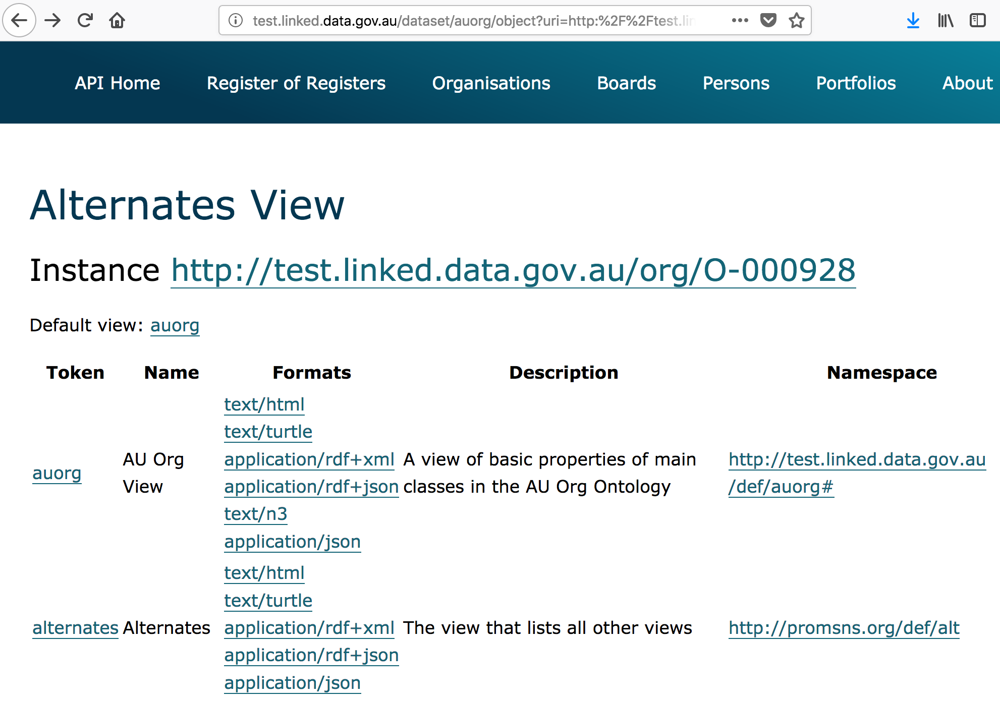 test.linked.data.gov.au/dataset/auorg/object?uri=http:%2F%2Ftest.lin
API Home Register of Registers Organisations Boards Persons Portfolios About
Alternates View
Instance http://test.linked.data.gov.au/org/O-000928
Default view: auorg
Token Name Formats Description Namespace
auorg
AU Org
View
text/html
text/turtle
application/rdf+xml
application/rdf+json
text/n3
application/json
A view of basic properties of main
classes in the AU Org Ontology
http://test.linked.data.gov.au
/def/auorg#
alternates
Alternates
text/html
text/turtle
application/rdf+xml
application/rdf+json
application/json
The view that lists all other views
http://promsns.org/def/alt